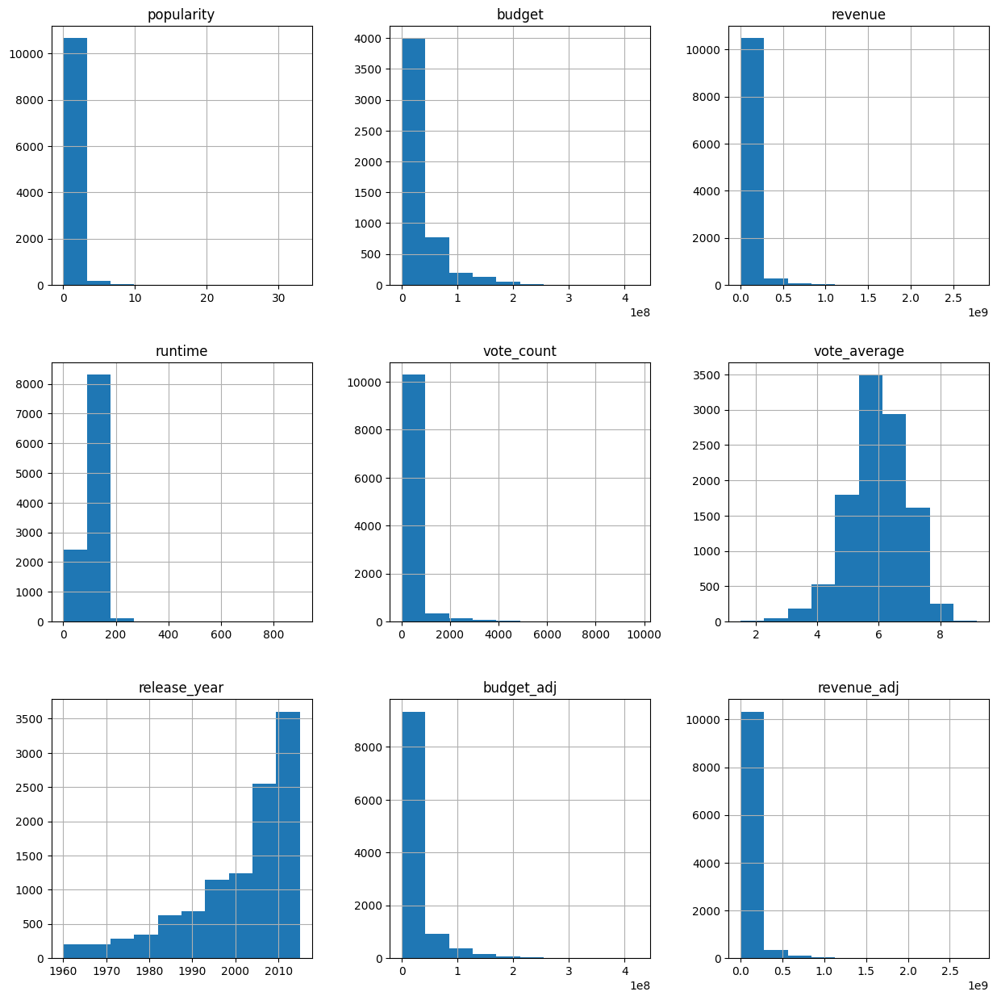 popularity
10000
8000
6000
4000
2000
0
0 10 20 30
budget
4000
3500
3000
2500
2000
1500
1000
500
0
0 1 2 3 4
1e8
revenue
10000
8000
6000
4000
2000
0
0.0 0.5 1.0 1.5 2.0 2.5
1e9
runtime
8000
7000
6000
5000
4000
3000
2000
1000
0
0 200 400 600 800
vote_count
10000
8000
6000
4000
2000
0
0 2000 4000 6000 8000 10000
vote_average
3500
3000
2500
2000
1500
1000
500
0
2 4 6 8
release_year
3500
3000
2500
2000
1500
1000
500
0
1960 1970 1980 1990 2000 2010
budget_adj
8000
6000
4000
2000
0
0 1 2 3 4
1e8
revenue_adj
10000
8000
6000
4000
2000
0
0.0 0.5 1.0 1.5 2.0 2.5
1e9